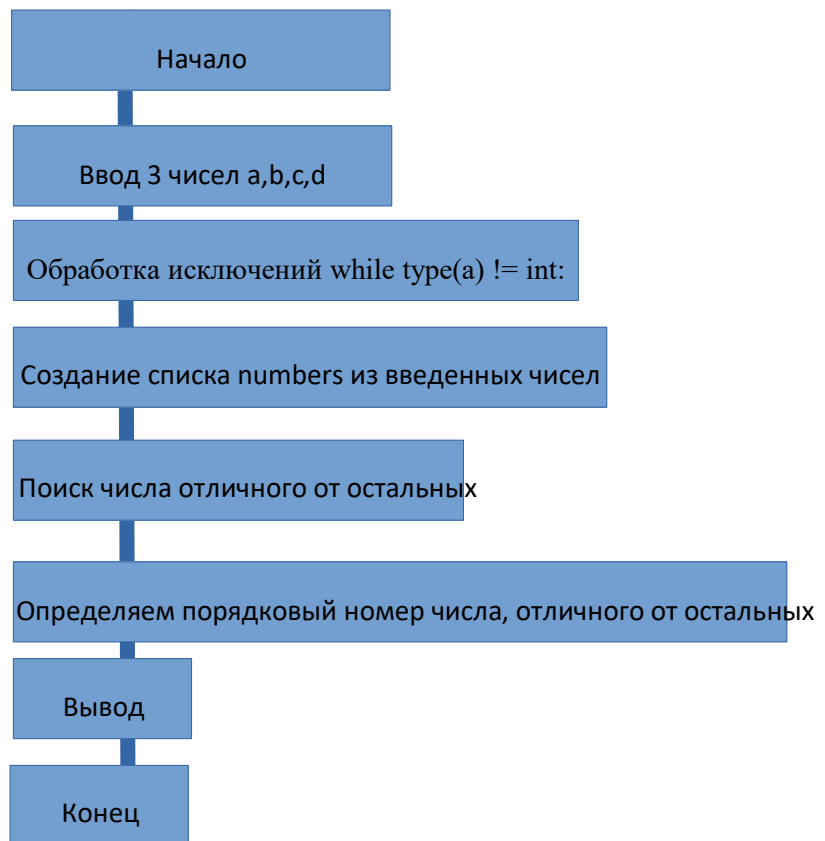 Начало
Ввод 3 чисел a,b,c,d
Обработка исключений while type(a) != int:
Создание списка numbers из введенных чисел
Поиск числа отличного от остальных
Определяем порядковый номер числа, отличного от остальных
Вывод
Конец